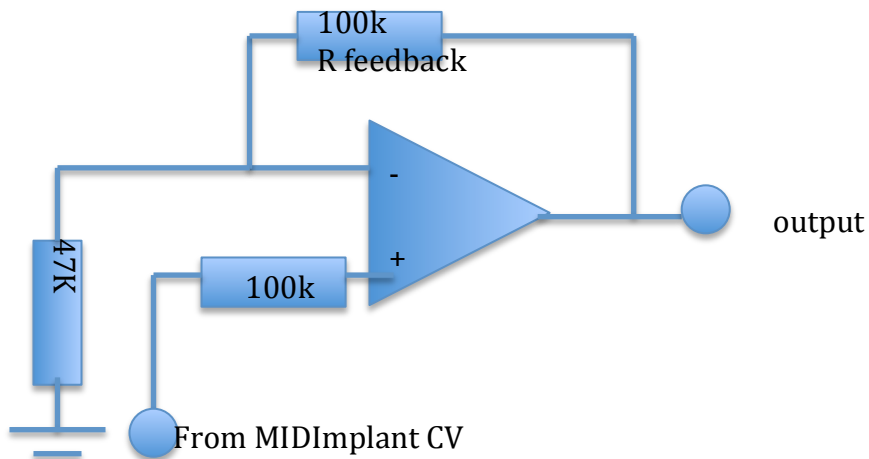 100k
R feedback
-
47K
+
100k
output
From MIDImplant CV